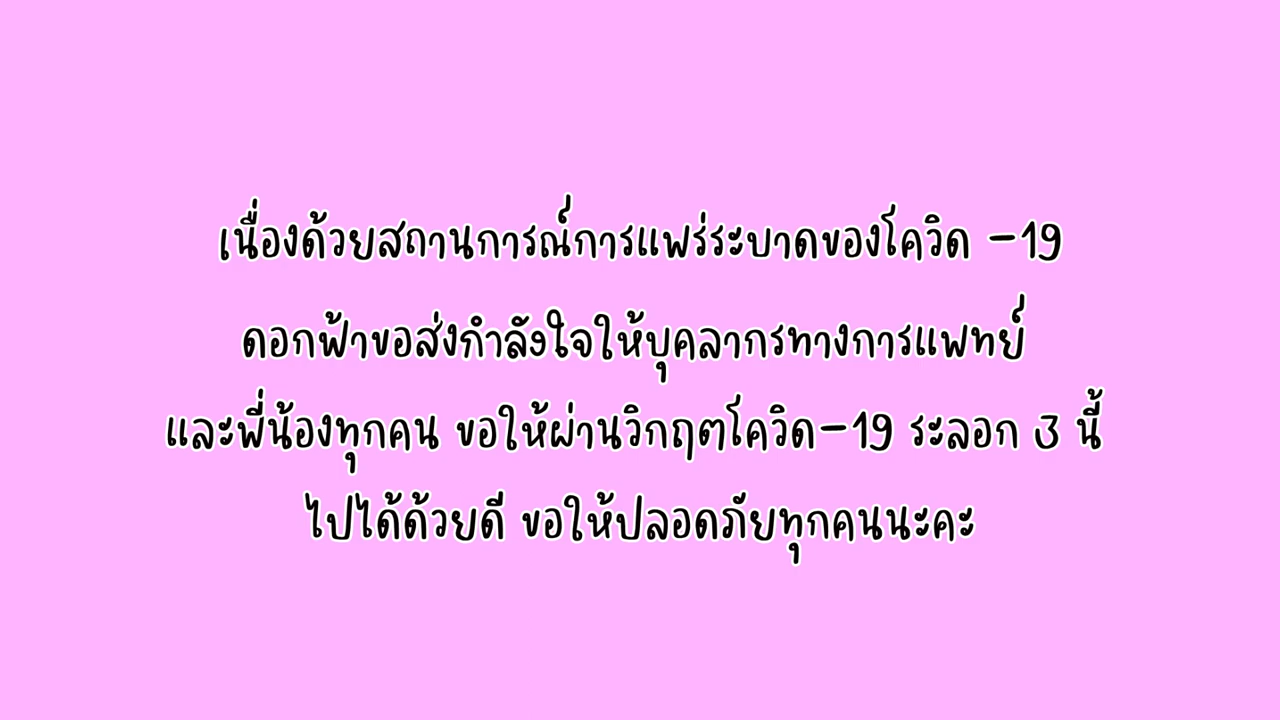 เนื่องด้วยสถานการณ์การแพร่ระบาดของโควิด -19
ดอกฟ้าขอส่งกำลังใจให้บุคลากรทางการแพทย์
และพี่น้องทุกคน ขอให้ผ่านวิกฤตโควิด-19 ระลอก 3 นี้
ไปได้ด้วยดี ขอให้ปลอดภัยทุกคนนะคะ